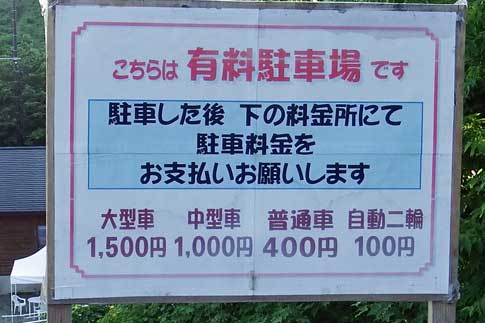 こちらは 有料駐車場 です
駐車した後 下の料金所にて
駐車料金を
お支払いお願いします
大型車 中型車 普通車 自動二輪
1,500円 1,000円 400円 100円